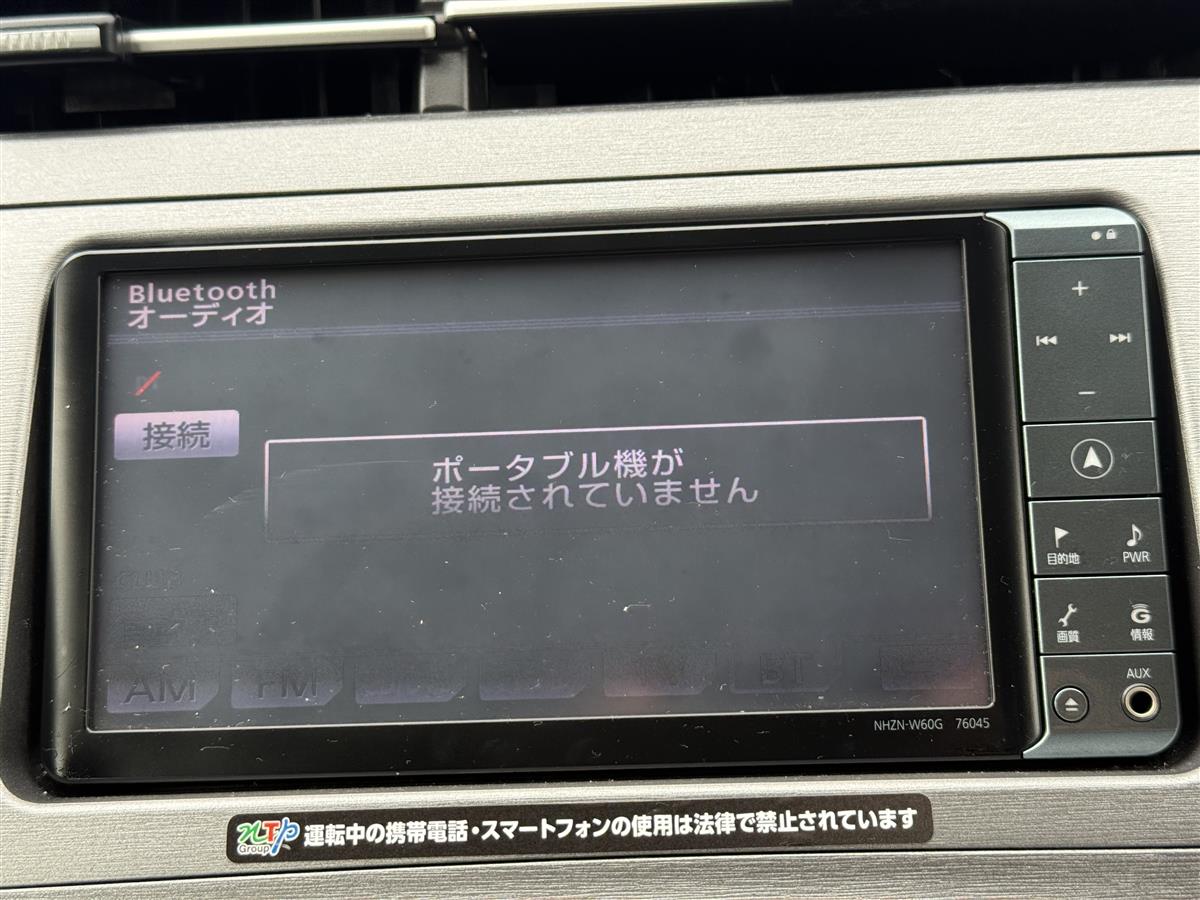 Bluetooth
オーディオ
接続
ポータブル機が
接続されていません
AM
FM
BT
NHZN-W60G 76045
目的地
PWR
画質
G
情報
AUX
NTP
Group
運転中の携帯電話・スマートフォンの使用は法律で禁止されています